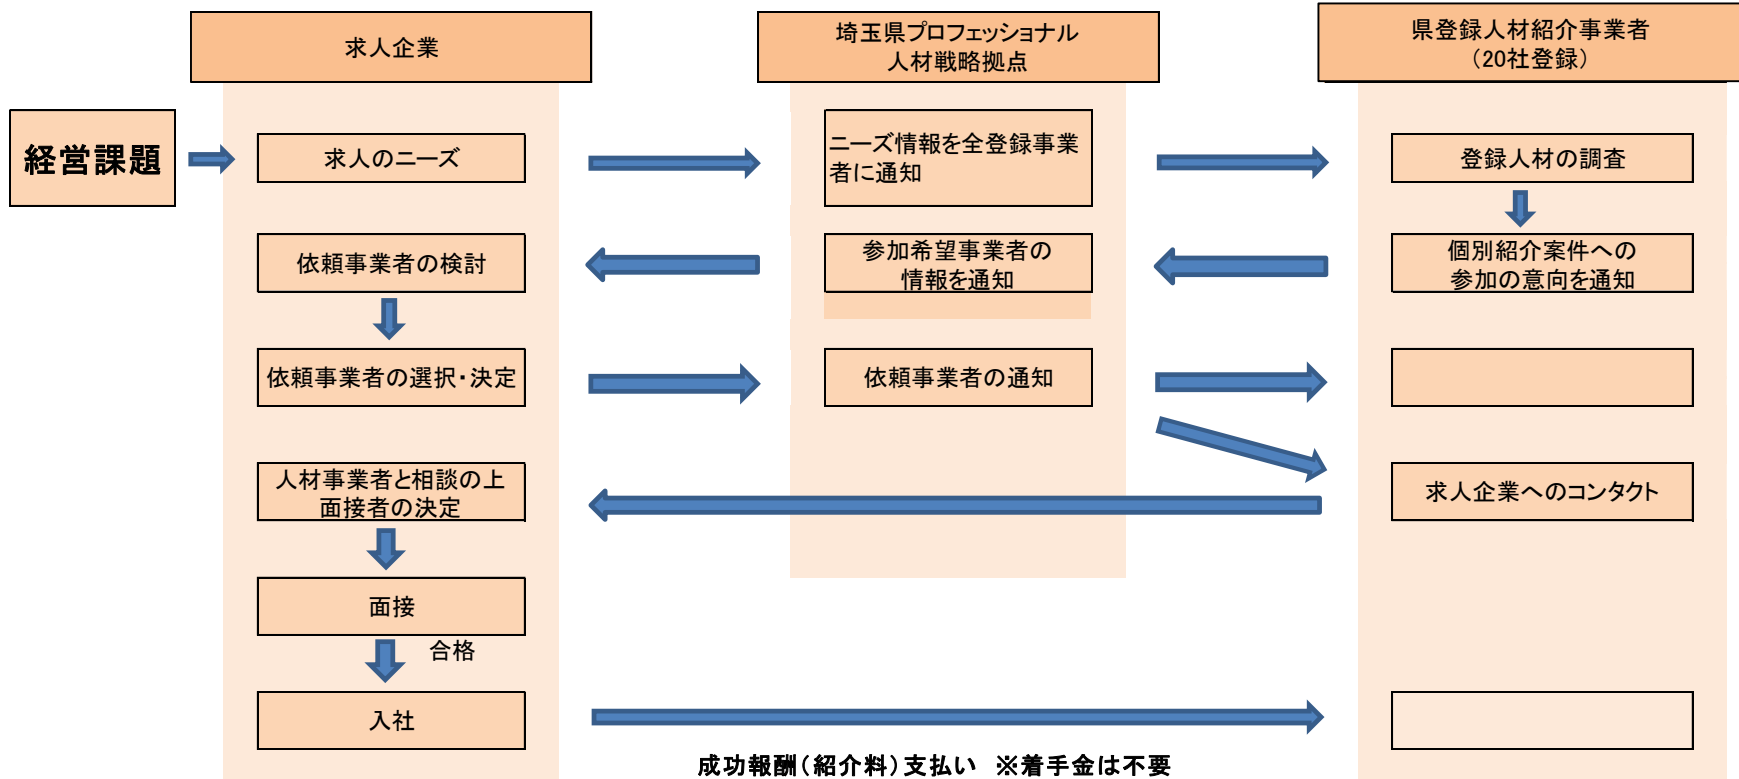 求人企業
埼玉県プロフェッショナル
人材戦略拠点
県登録人材紹介事業者
（20社登録）
経営課題
求人のニーズ
ニーズ情報を全登録事業
者に通知
登録人材の調査
依頼事業者の検討
参加希望事業者の
情報を通知
個別紹介案件への
参加の意向を通知
依頼事業者の選択・決定
依頼事業者の通知
人材事業者と相談の上
面接者の決定
求人企業へのコンタクト
面接
合格
入社
成功報酬（紹介料）支払い ※着手金は不要